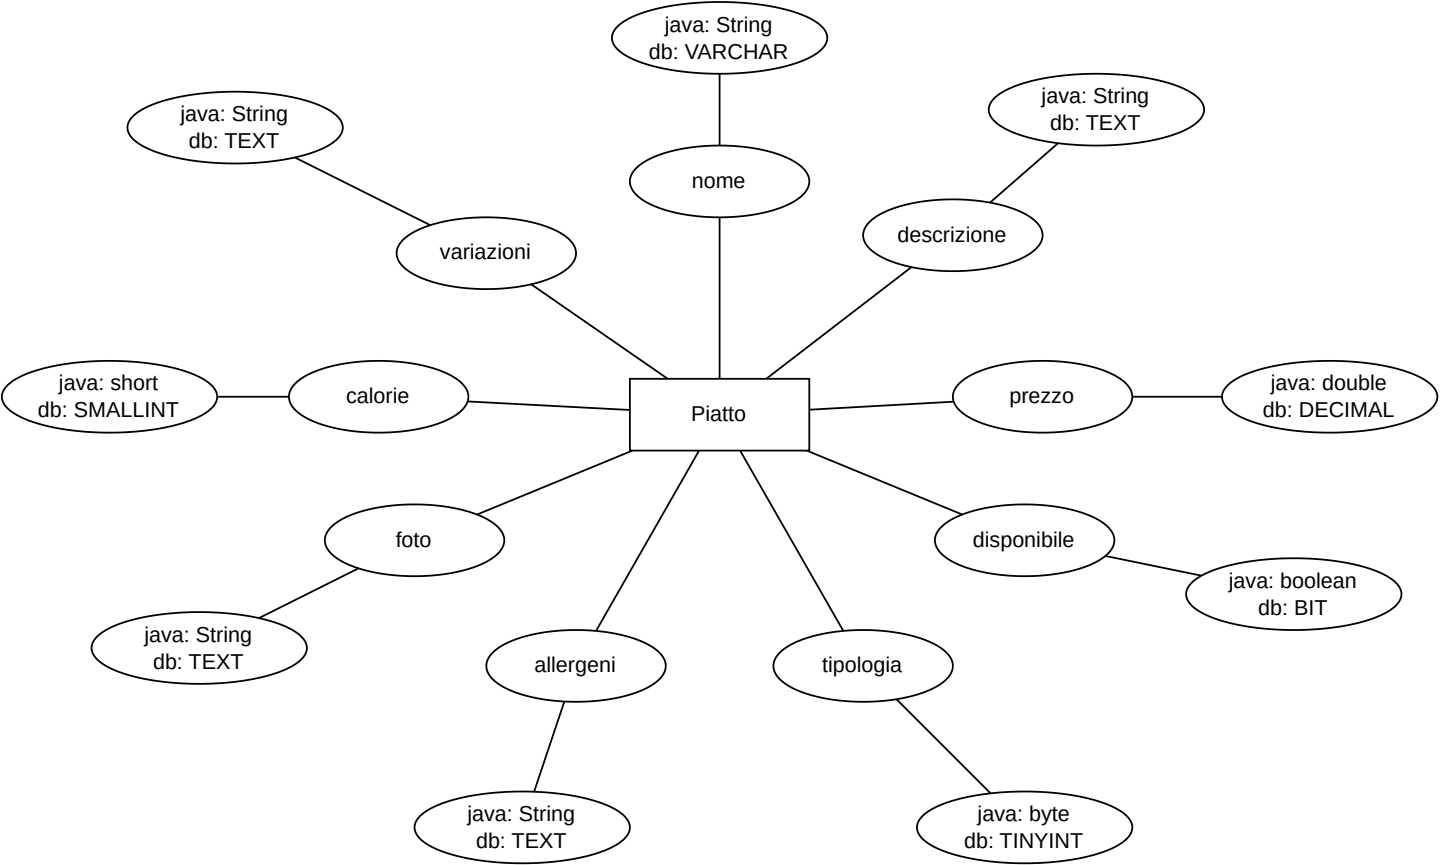 java: String
db: VARCHAR
java: String
db: TEXT
java: String
db: TEXT
nome
descrizione
variazioni
java: short
db: SMALLINT
calorie
Piatto
prezzo
java: double
db: DECIMAL
foto
disponibile
java: boolean
db: BIT
java: String
db: TEXT
allergeni
tipologia
java: String
db: TEXT
java: byte
db: TINYINT